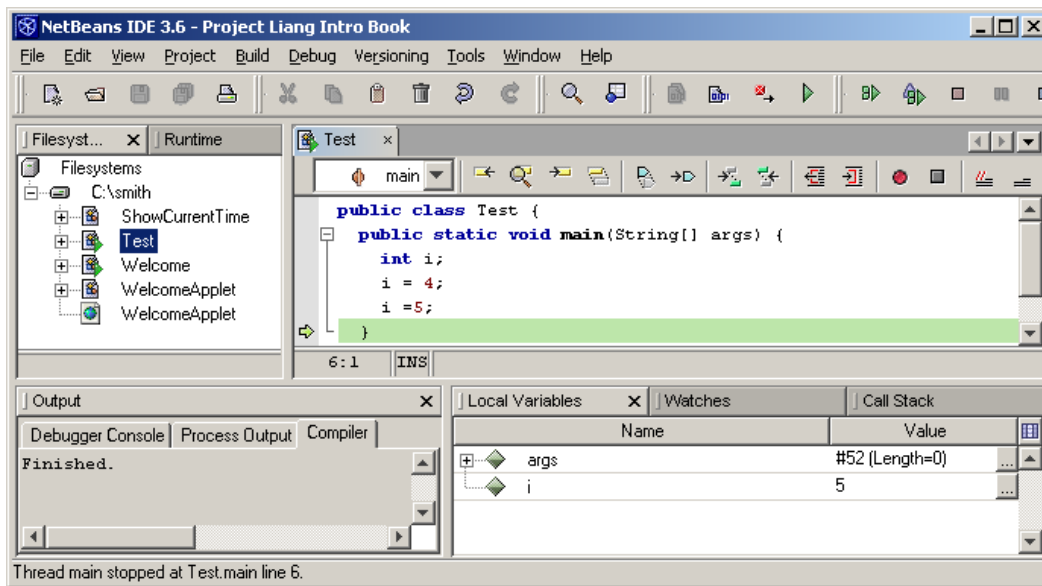 NetBeans IDE 3.6 - Project Liang Intro Book
File Edit View Project Build Debug Versioning Tools Window Help
Filesyst... Runtime
Filesystems
C:\smith
ShowCurrentTime
Test
Welcome
WelcomeApplet
WelcomeApplet
Test
main
public class Test {
public static void main(String[] args) {
int i;
i = 4;
i =5;
}
6:1 INS
Output
Debugger Console Process Output Compiler
Finished.
Local Variables Watches Call Stack
Name Value
args #52 (Length=0) ...
i 5 ...
Thread main stopped at Test.main line 6.